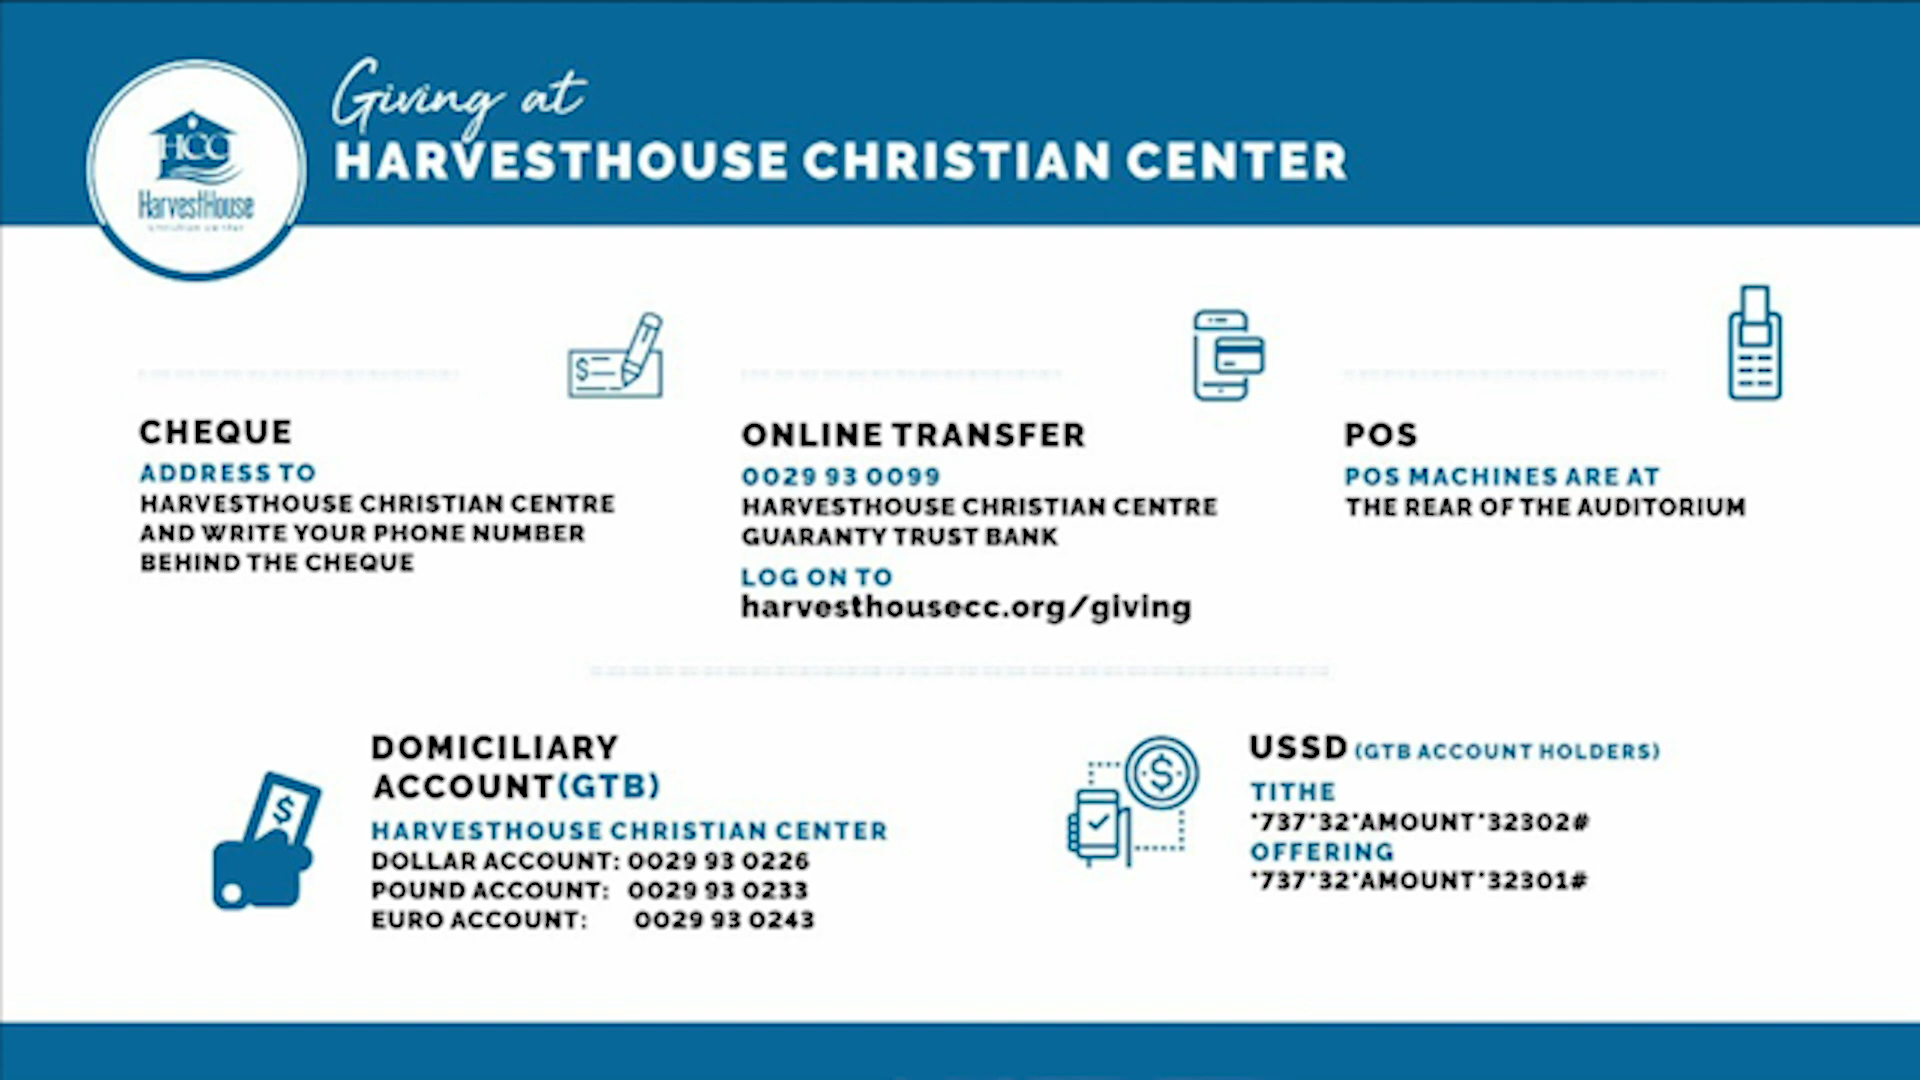 Giving at
HARVESTHOUSE CHRISTIAN CENTER
HCC
HarvestHouse
christian center
CHEQUE
ADDRESS TO
HARVESTHOUSE CHRISTIAN CENTRE
AND WRITE YOUR PHONE NUMBER
BEHIND THE CHEQUE
ONLINE TRANSFER
0029 93 0099
HARVESTHOUSE CHRISTIAN CENTRE
GUARANTY TRUST BANK
LOG ON TO
harvesthousecc.org/giving
POS
POS MACHINES ARE AT
THE REAR OF THE AUDITORIUM
DOMICILIARY
ACCOUNT(GTB)
HARVESTHOUSE CHRISTIAN CENTER
DOLLAR ACCOUNT: 0029 93 0226
POUND ACCOUNT: 0029 93 0233
EURO ACCOUNT: 0029 93 0243
USSD (GTB ACCOUNT HOLDERS)
TITHE
*737*32*AMOUNT*32302#
OFFERING
*737*32*AMOUNT*32301#